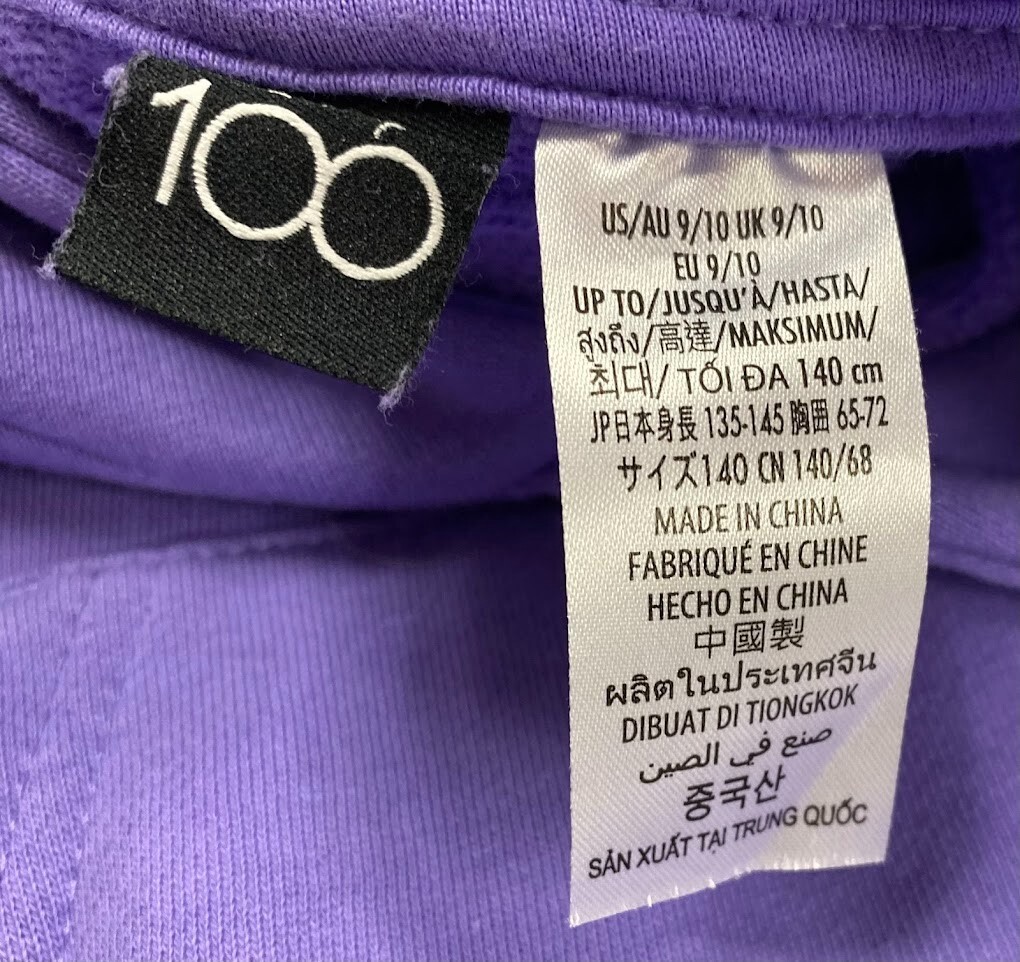 100
US/AU 9/10 UK 9/10
EU 9/10
UP TO/JUSQU'À/HASTA/
สูงถึง/高達/MAKSIMUM/
최대/ TỐI ĐA 140 cm
JP日本身長 135-145 胸囲 65-72
サイズ140 CN 140/68
MADE IN CHINA
FABRIQUÉ EN CHINE
HECHO EN CHINA
中國製
ผลิตในประเทศจีน
DIBUAT DI TIONGKOK
صنع في الصين
중국산
SẢN XUẤT TẠI TRUNG QUỐC